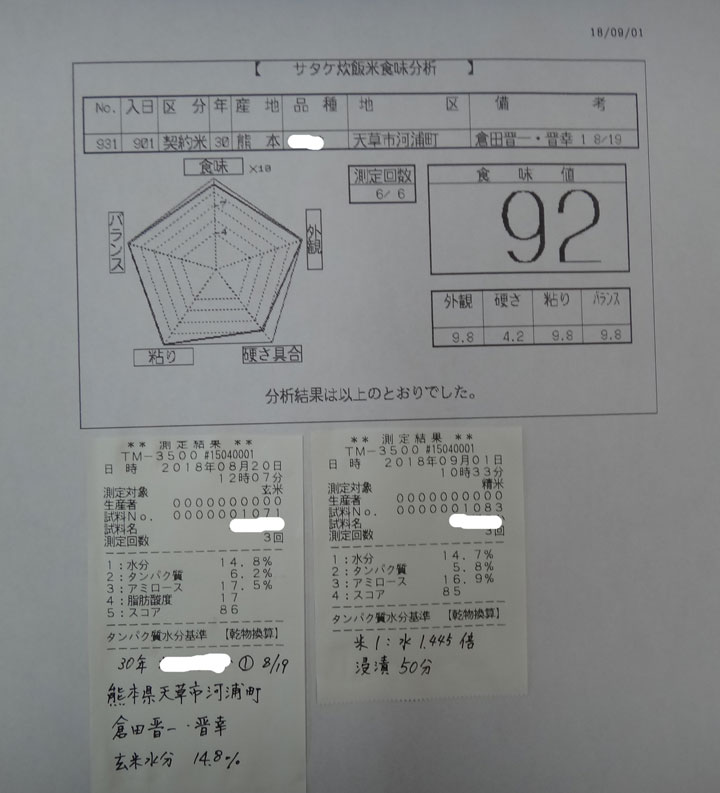 18/09/01
【 サタケ炊飯米食味分析 】
No. 入日 区分 年 産地 品種 地区 備考
931 901 契約米 30 熊本 天草市河浦町 倉田晋一・晋幸 1 8/19
食味 ×10
7
4
バランス
外観
粘り
硬さ具合
測定回数
6/ 6
食味値
92
外観 硬さ 粘り バランス
9.8 4.2 9.8 9.8
分析結果は以上のとおりでした。
** 測定結果 **
TM-3500 #15040001
日 時 2018年08月20日
12時07分
測定対象 玄米
生産者 0000000000
試料No. 0000001071
試料名
測定回数 3回
1:水分 14.8%
2:タンパク質 6.2%
3:アミロース 17.5%
4:脂肪酸度 17
5:スコア 86
タンパク質水分基準 【乾物換算】
30年 ① 8/19
熊本県天草市河浦町
倉田晋一・晋幸
玄米水分 14.8%
** 測定結果 **
TM-3500 #15040001
日 時 2018年09月01日
10時33分
測定対象 精米
生産者 0000000000
試料No. 0000001083
試料名
測定回数 3回
1:水分 14.7%
2:タンパク質 5.8%
3:アミロース 16.9%
4:スコア 85
タンパク質水分基準 【乾物換算】
米1:水1.445倍
浸漬 50分